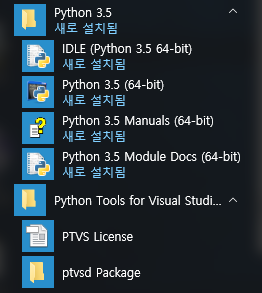 Python 3.5
새로 설치됨
IDLE (Python 3.5 64-bit)
새로 설치됨
Python 3.5 (64-bit)
새로 설치됨
Python 3.5 Manuals (64-bit)
새로 설치됨
Python 3.5 Module Docs (64-bit)
새로 설치됨
Python Tools for Visual Studi...
PTVS License
ptvsd Package